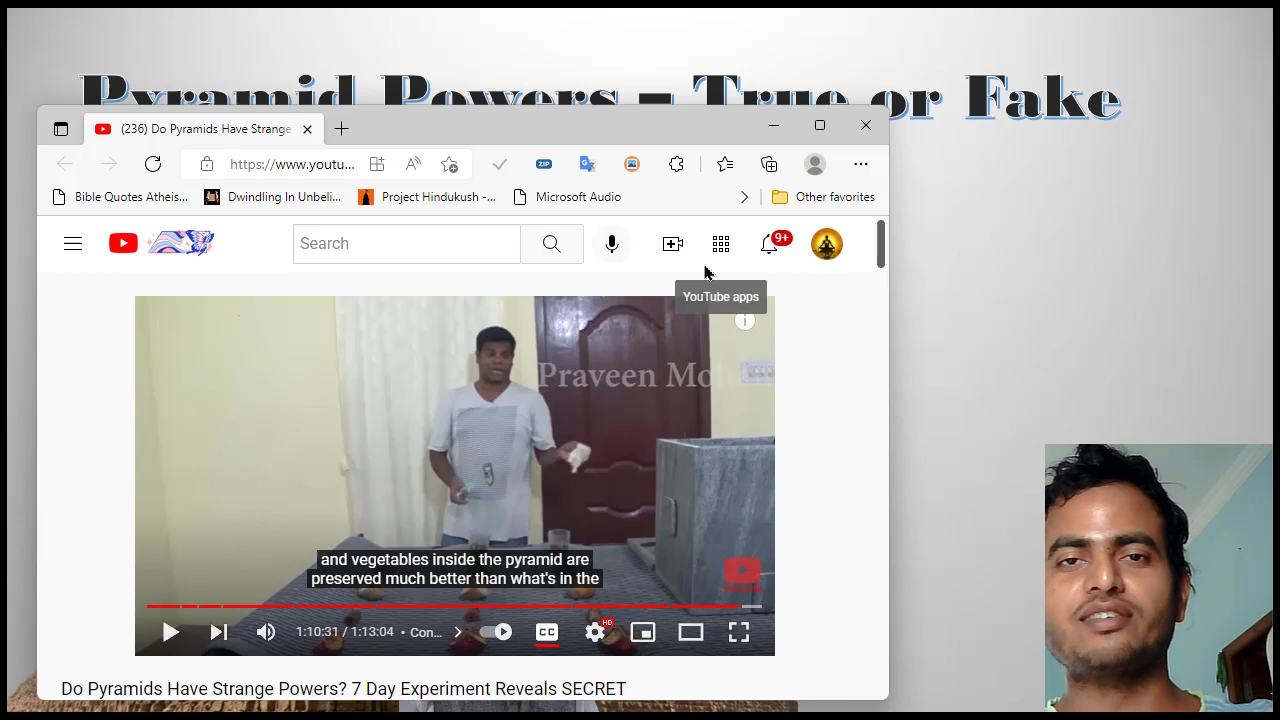 Pyramid Powers - True or Fake
(236) Do Pyramids Have Strange
https://www.youtu...
ZIP
Bible Quotes Atheis...
Dwindling In Unbeli...
Project Hindukush -...
Microsoft Audio
Other favorites
Search
9+
YouTube apps
Praveen Mo
and vegetables inside the pyramid are
preserved much better than what's in the
1:10:31 / 1:13:04 • Con...
CC
HD
Do Pyramids Have Strange Powers? 7 Day Experiment Reveals SECRET